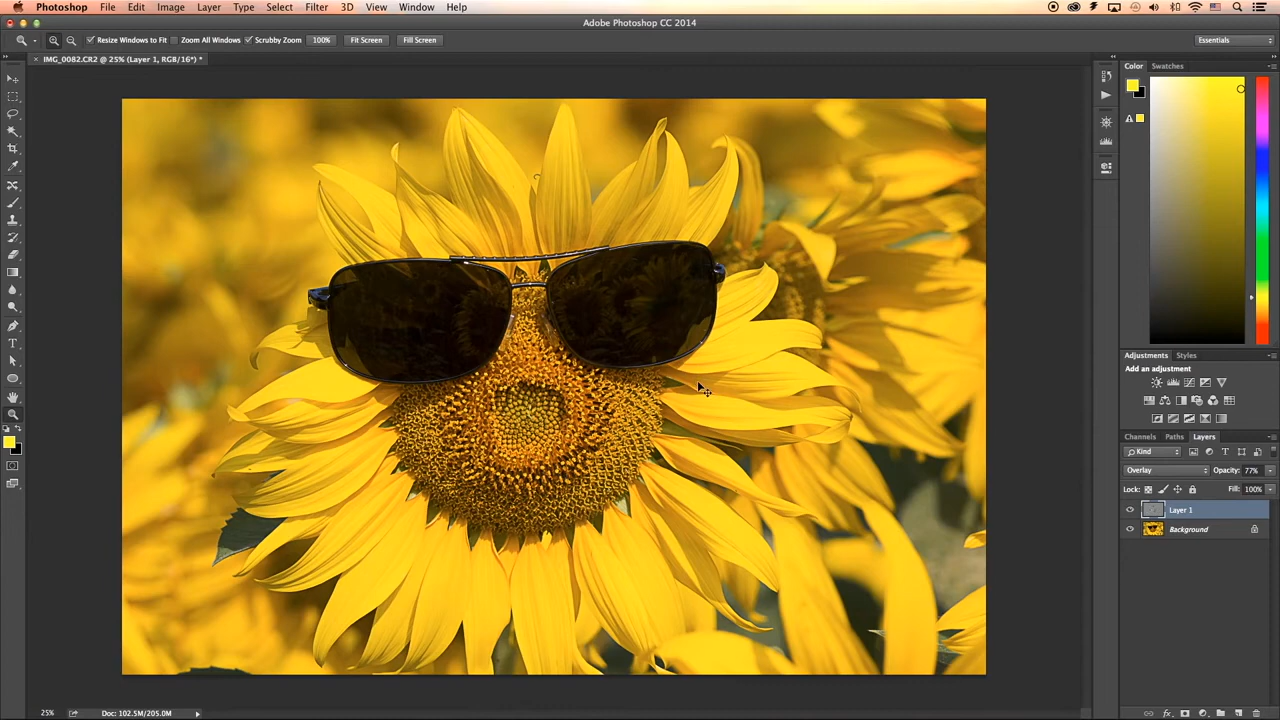 Photoshop File Edit Image Layer Type Select Filter 3D View Window Help
Adobe Photoshop CC 2014
Resize Windows to Fit Zoom All Windows Scrubby Zoom 100% Fit Screen Fill Screen Essentials
× IMG_0082.CR2 @ 25% (Layer 1, RGB/16*) *
Color Swatches
Adjustments Styles
Add an adjustment
Channels Paths Layers
Kind
Overlay Opacity: 77%
Lock: Fill: 100%
Layer 1
Background
25% Doc: 102.5M/205.0M